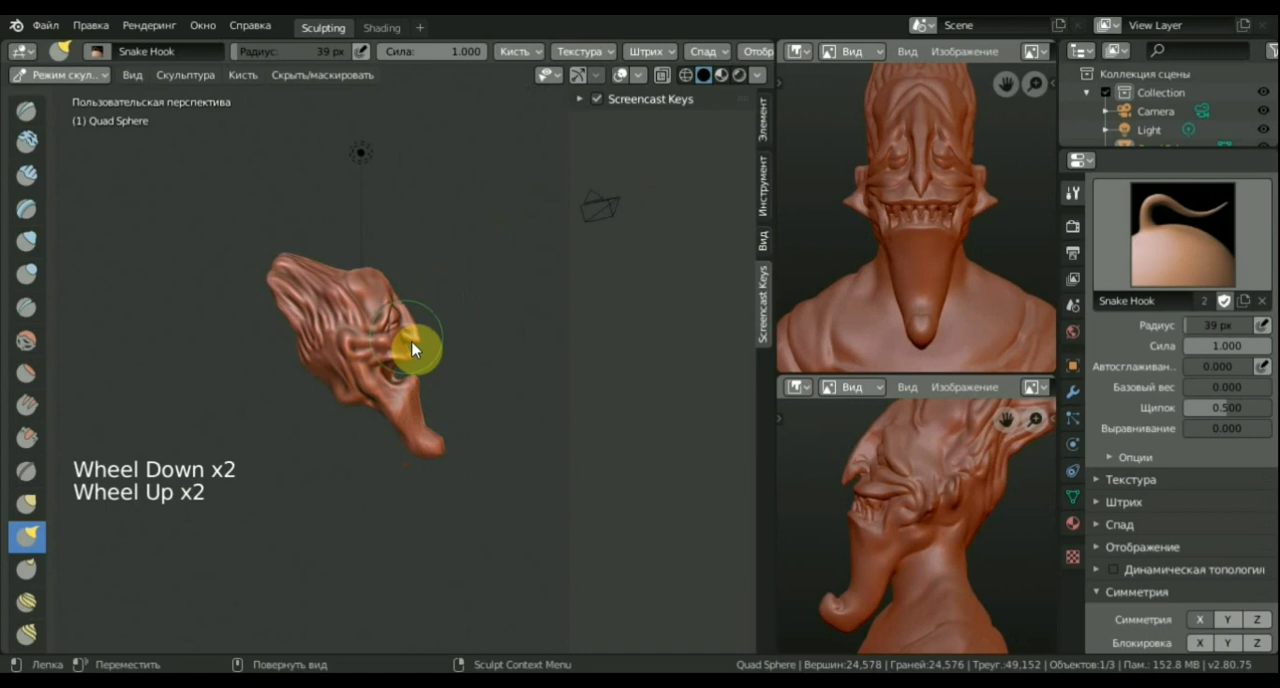 Файл Правка Рендеринг Окно Справка Sculpting Shading + Scene View Layer
Snake Hook Радиус: 39 px Сила: 1.000 Кисть Текстура Штрих Спад Отобр Вид Вид Изображение
Режим скул.. Вид Скульптура Кисть Скрыть/маскировать
Коллекция сцены
Collection
Camera
Light
Пользовательская перспектива
(1) Quad Sphere
Screencast Keys
Элемент
Инструмент
Вид
Screencast Keys
Snake Hook 2
Радиус 39 px
Сила 1.000
Автосглаживан.. 0.000
Базовый вес 0.000
Щипок 0.500
Выравнивание 0.000
Опции
Текстура
Штрих
Спад
Отображение
Динамическая топология
Симметрия
Симметрия X Y Z
Блокировка X Y Z
Вид Вид Изображение
Wheel Down x2
Wheel Up x2
Лепка Переместить Повернуть вид Sculpt Context Menu Quad Sphere | Вершин:24,578 | Граней:24,576 | Треуг.:49,152 | Объектов:1/3 | Пам.: 152.8 MB | v2.80.75